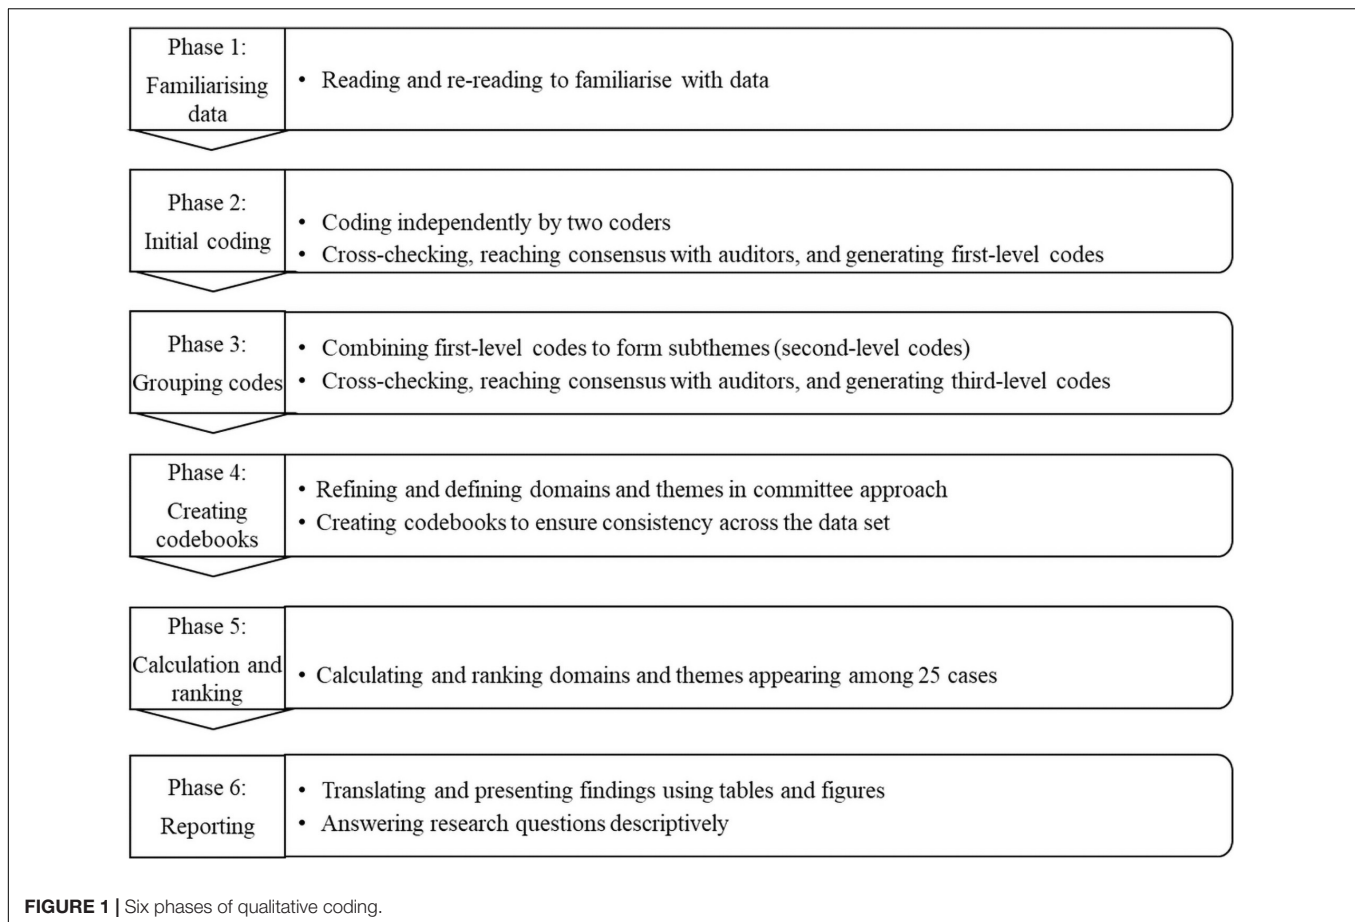 Phase 1:
Familiarising
data
• Reading and re-reading to familiarise with data
Phase 2:
Initial coding
• Coding independently by two coders
• Cross-checking, reaching consensus with auditors, and generating first-level codes
Phase 3:
Grouping codes
• Combining first-level codes to form subthemes (second-level codes)
• Cross-checking, reaching consensus with auditors, and generating third-level codes
Phase 4:
Creating
codebooks
• Refining and defining domains and themes in committee approach
• Creating codebooks to ensure consistency across the data set
Phase 5:
Calculation and
ranking
• Calculating and ranking domains and themes appearing among 25 cases
Phase 6:
Reporting
• Translating and presenting findings using tables and figures
• Answering research questions descriptively
FIGURE 1 | Six phases of qualitative coding.